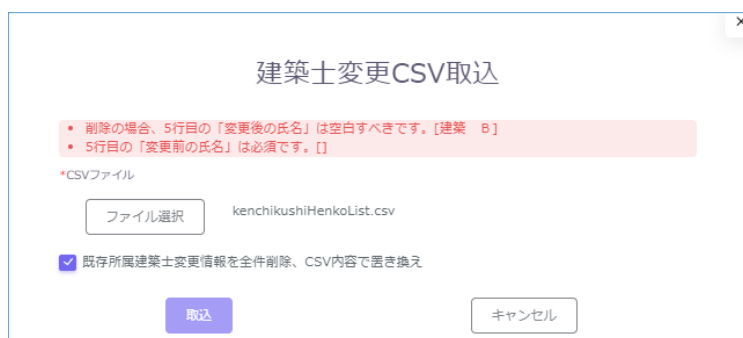 建築士変更CSV取込
• 削除の場合、5行目の「変更後の氏名」は空白すべきです。[建築　B]
• 5行目の「変更前の氏名」は必須です。[]
*CSVファイル
ファイル選択 kenchikushiHenkoList.csv
既存所属建築士変更情報を全件削除、CSV内容で置き換え
取込 キャンセル